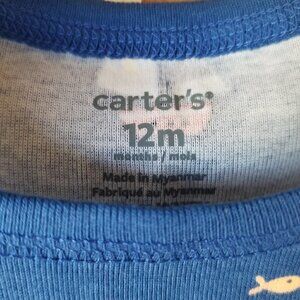 carter's®
12m
months / mois
Made in Myanmar
Fabriqué au Myanmar